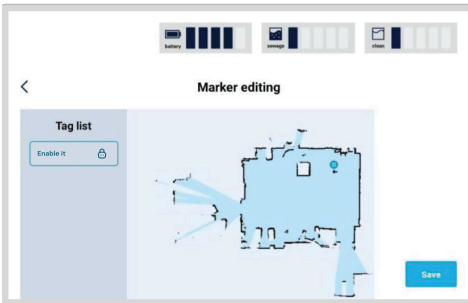 battery
sewage
clean
Marker editing
Tag list
Enable it
Save